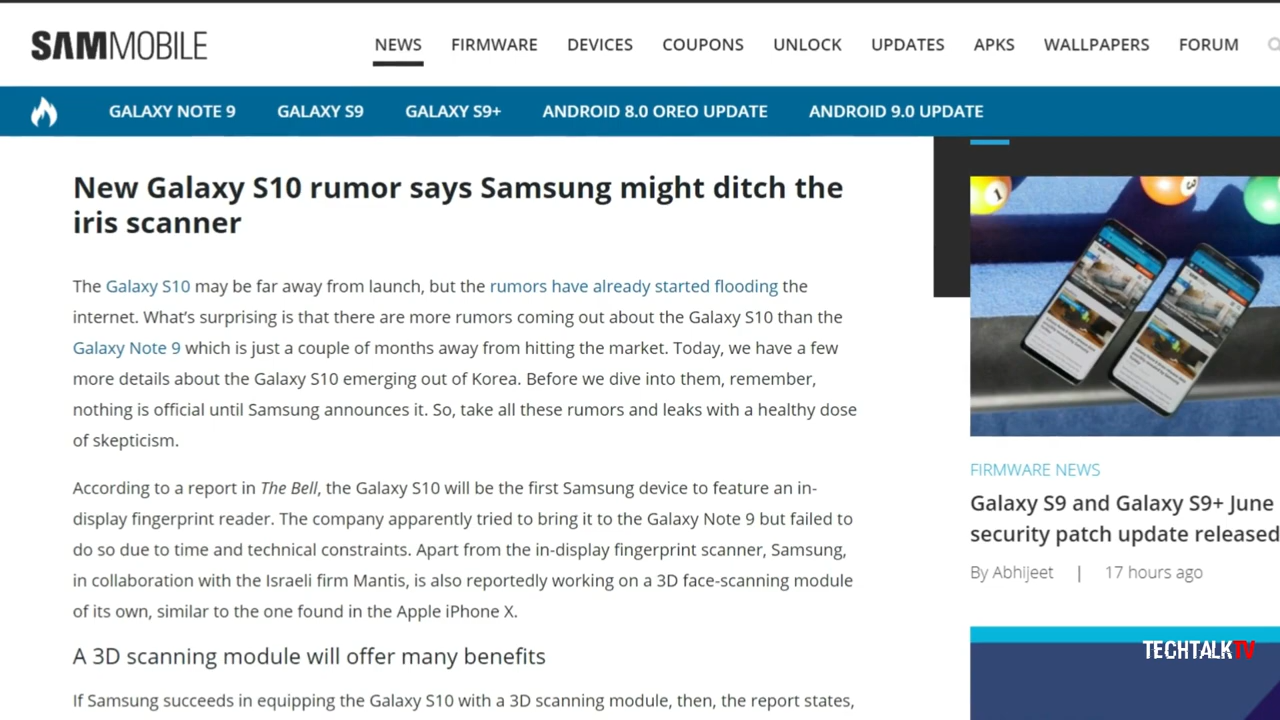 SAMMOBILE
NEWS FIRMWARE DEVICES COUPONS UNLOCK UPDATES APKS WALLPAPERS FORUM
GALAXY NOTE 9 GALAXY S9 GALAXY S9+ ANDROID 8.0 OREO UPDATE ANDROID 9.0 UPDATE
New Galaxy S10 rumor says Samsung might ditch the
iris scanner
The Galaxy S10 may be far away from launch, but the rumors have already started flooding the
internet. What's surprising is that there are more rumors coming out about the Galaxy S10 than the
Galaxy Note 9 which is just a couple of months away from hitting the market. Today, we have a few
more details about the Galaxy S10 emerging out of Korea. Before we dive into them, remember,
nothing is official until Samsung announces it. So, take all these rumors and leaks with a healthy dose
of skepticism.
According to a report in The Bell, the Galaxy S10 will be the first Samsung device to feature an in-
display fingerprint reader. The company apparently tried to bring it to the Galaxy Note 9 but failed to
do so due to time and technical constraints. Apart from the in-display fingerprint scanner, Samsung,
in collaboration with the Israeli firm Mantis, is also reportedly working on a 3D face-scanning module
of its own, similar to the one found in the Apple iPhone X.
A 3D scanning module will offer many benefits
If Samsung succeeds in equipping the Galaxy S10 with a 3D scanning module, then, the report states,
1
3
FIRMWARE NEWS
Galaxy S9 and Galaxy S9+ June
security patch update released
By Abhijeet | 17 hours ago
TECHTALKTV